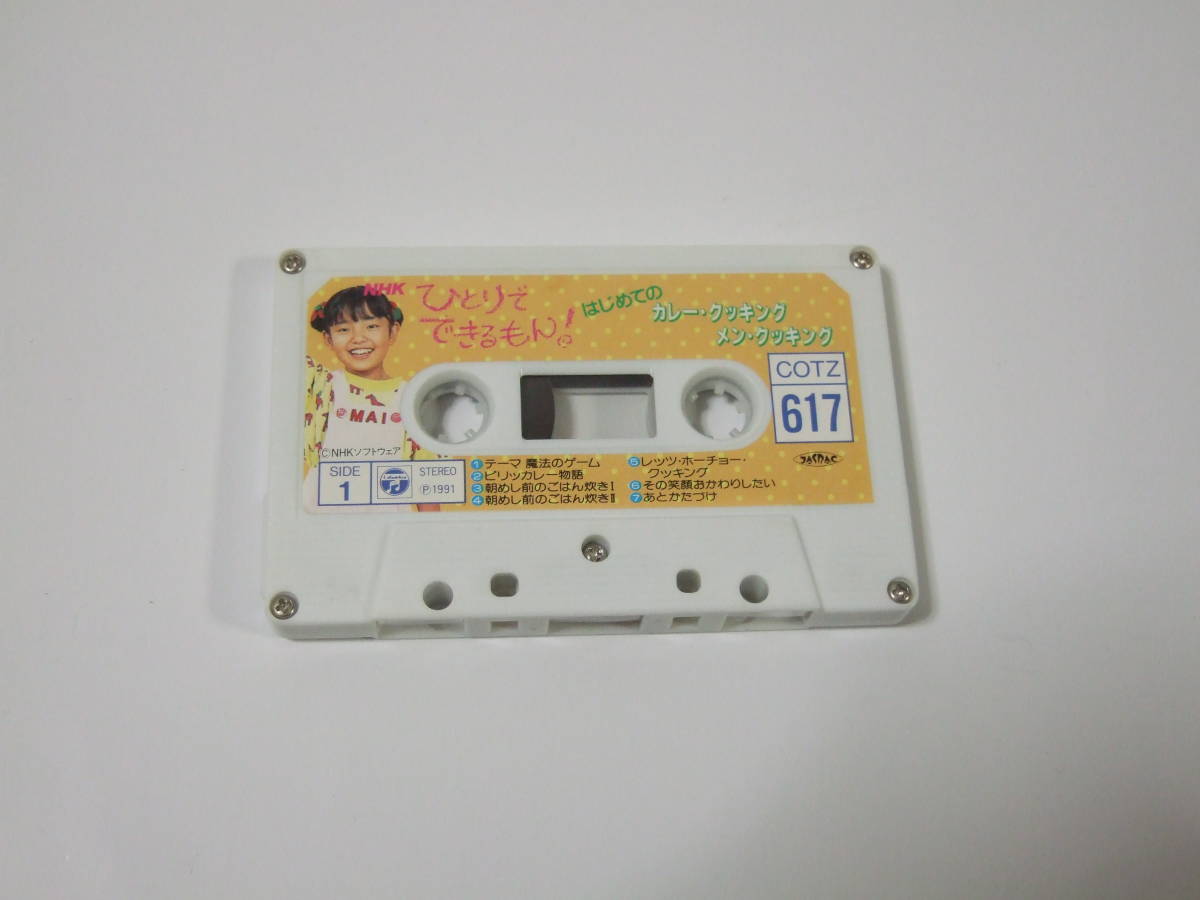 NHK
ひとりで
できるもん!
はじめての
カレー・クッキング
メン・クッキング
COTZ
617
MAI
©NHKソフトウェア
SIDE
1
Columbia
STEREO
Ⓟ1991
①テーマ 魔法のゲーム
②ピリッカレー物語
③朝めし前のごはん炊きⅠ
④朝めし前のごはん炊きⅡ
⑤レッツ・ホーチョー・
クッキング
⑥その笑顔おかわりしたい
⑦あとかたづけ
JASRAC